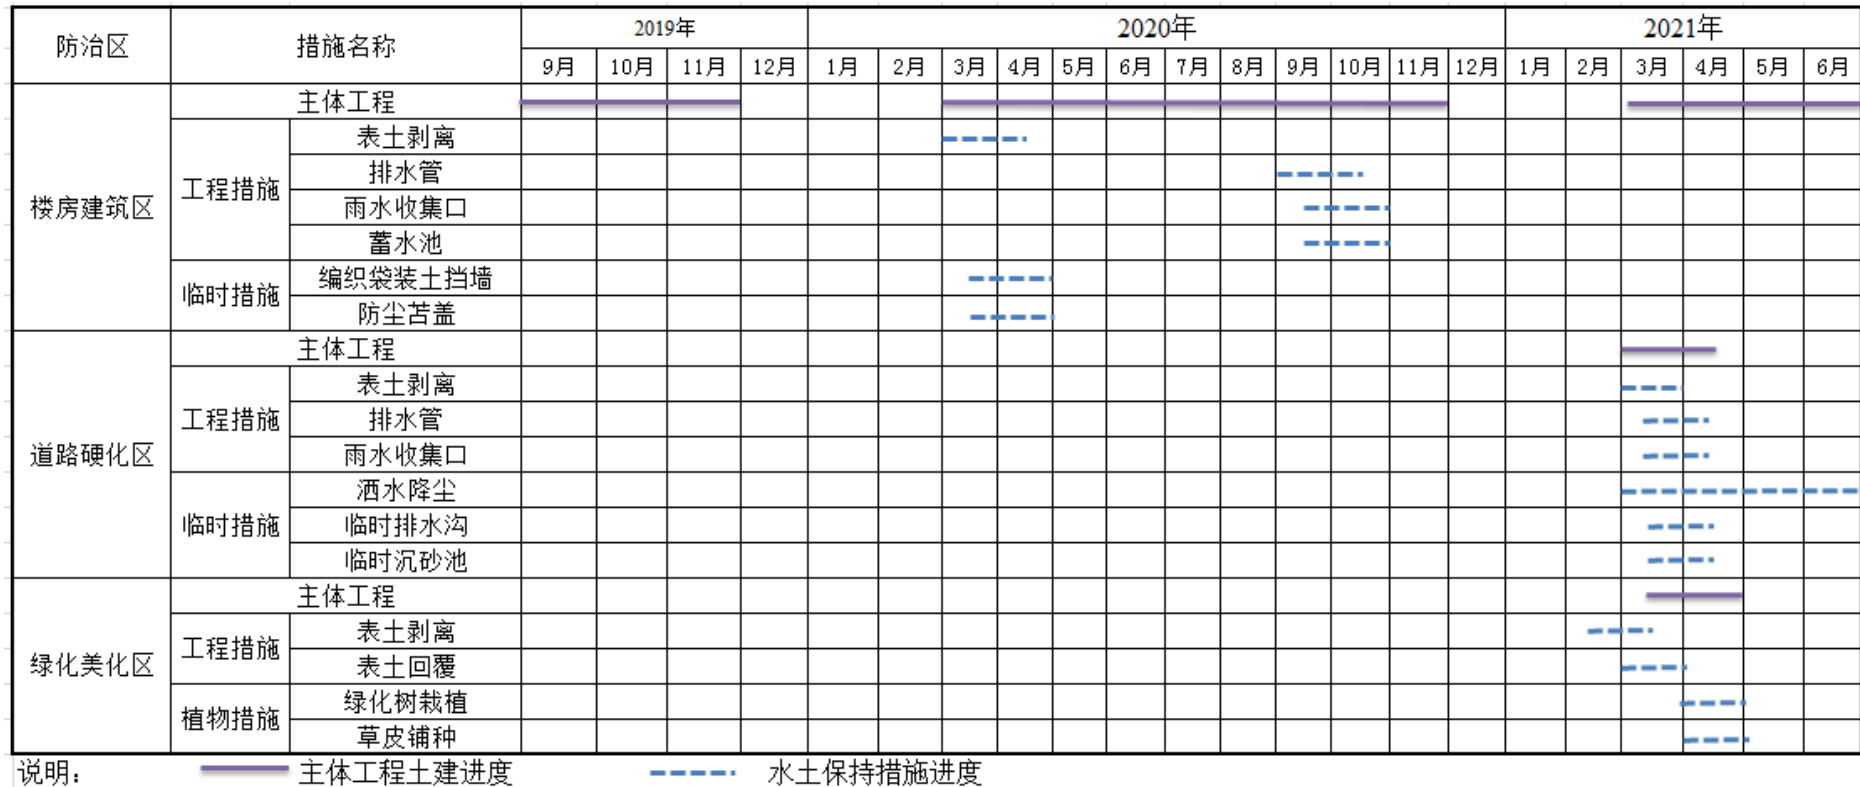 防治区 措施名称 2019年 2020年 2021年
9月 10月 11月 12月 1月 2月 3月 4月 5月 6月 7月 8月 9月 10月 11月 12月 1月 2月 3月 4月 5月 6月
楼房建筑区
主体工程
工程措施
表土剥离
排水管
雨水收集口
蓄水池
临时措施
编织袋装土挡墙
防尘苫盖
道路硬化区
主体工程
工程措施
表土剥离
排水管
雨水收集口
临时措施
洒水降尘
临时排水沟
临时沉砂池
绿化美化区
主体工程
工程措施
表土剥离
表土回覆
植物措施
绿化树栽植
草皮铺种
说明： 主体工程土建进度 水土保持措施进度